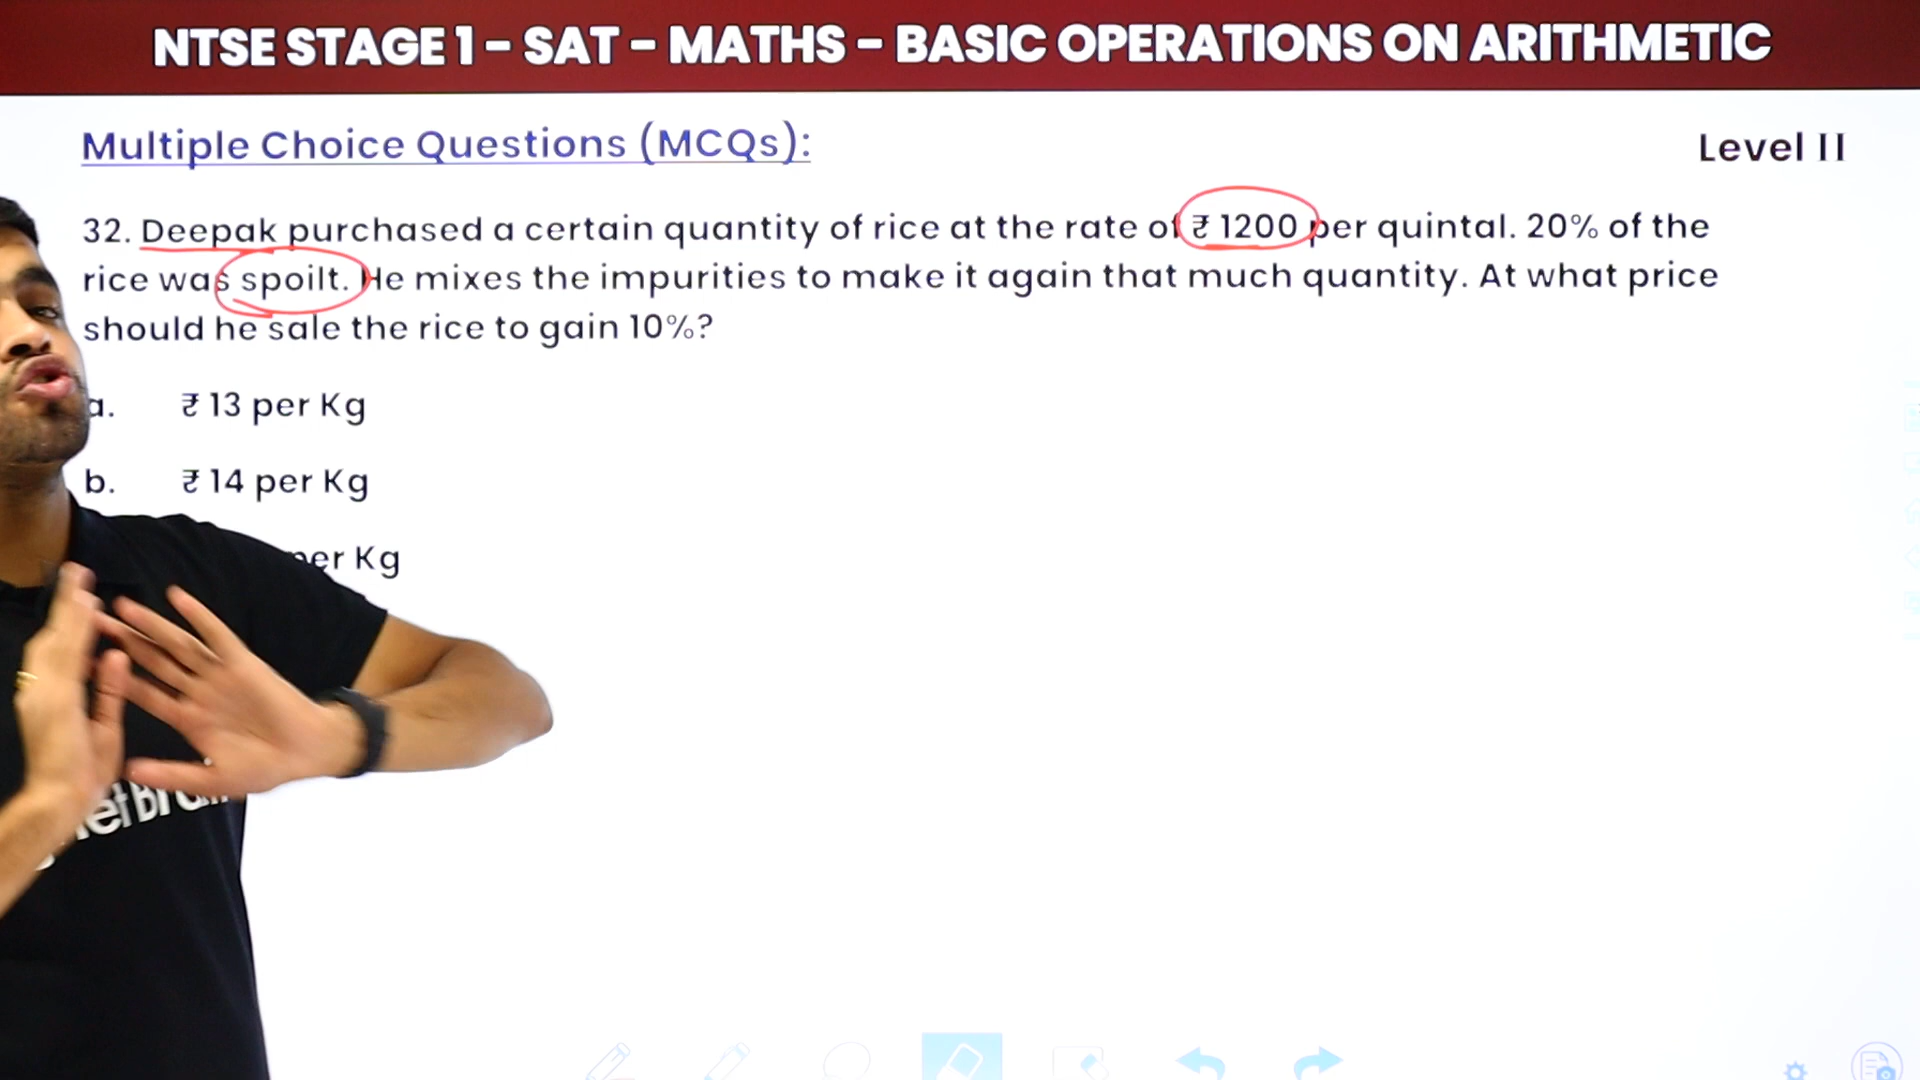 NTSE STAGE 1 – SAT – MATHS – BASIC OPERATIONS ON ARITHMETIC
Multiple Choice Questions (MCQs):
Level II
32. Deepak purchased a certain quantity of rice at the rate of ₹ 1200 per quintal. 20% of the
rice was spoilt. He mixes the impurities to make it again that much quantity. At what price
should he sale the rice to gain 10%?
a. ₹ 13 per Kg
b. ₹ 14 per Kg
per Kg